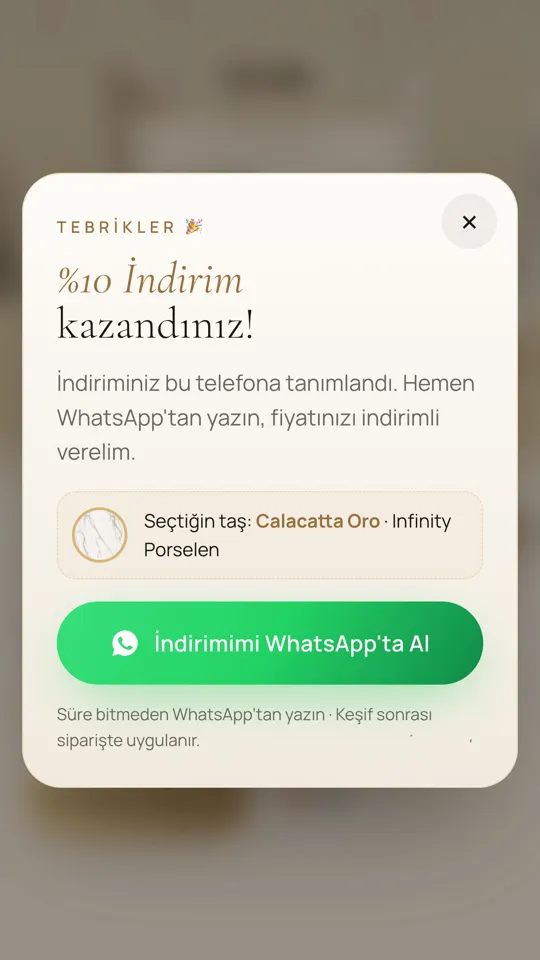 TEBRİKLER 🎉
%10 İndirim
kazandınız!
İndiriminiz bu telefona tanımlandı. Hemen
WhatsApp'tan yazın, fiyatınızı indirimli
verelim.
Seçtiğin taş: Calacatta Oro · Infinity
Porselen
İndirimimi WhatsApp'ta Al
Süre bitmeden WhatsApp'tan yazın · Keşif sonrası
siparişte uygulanır.